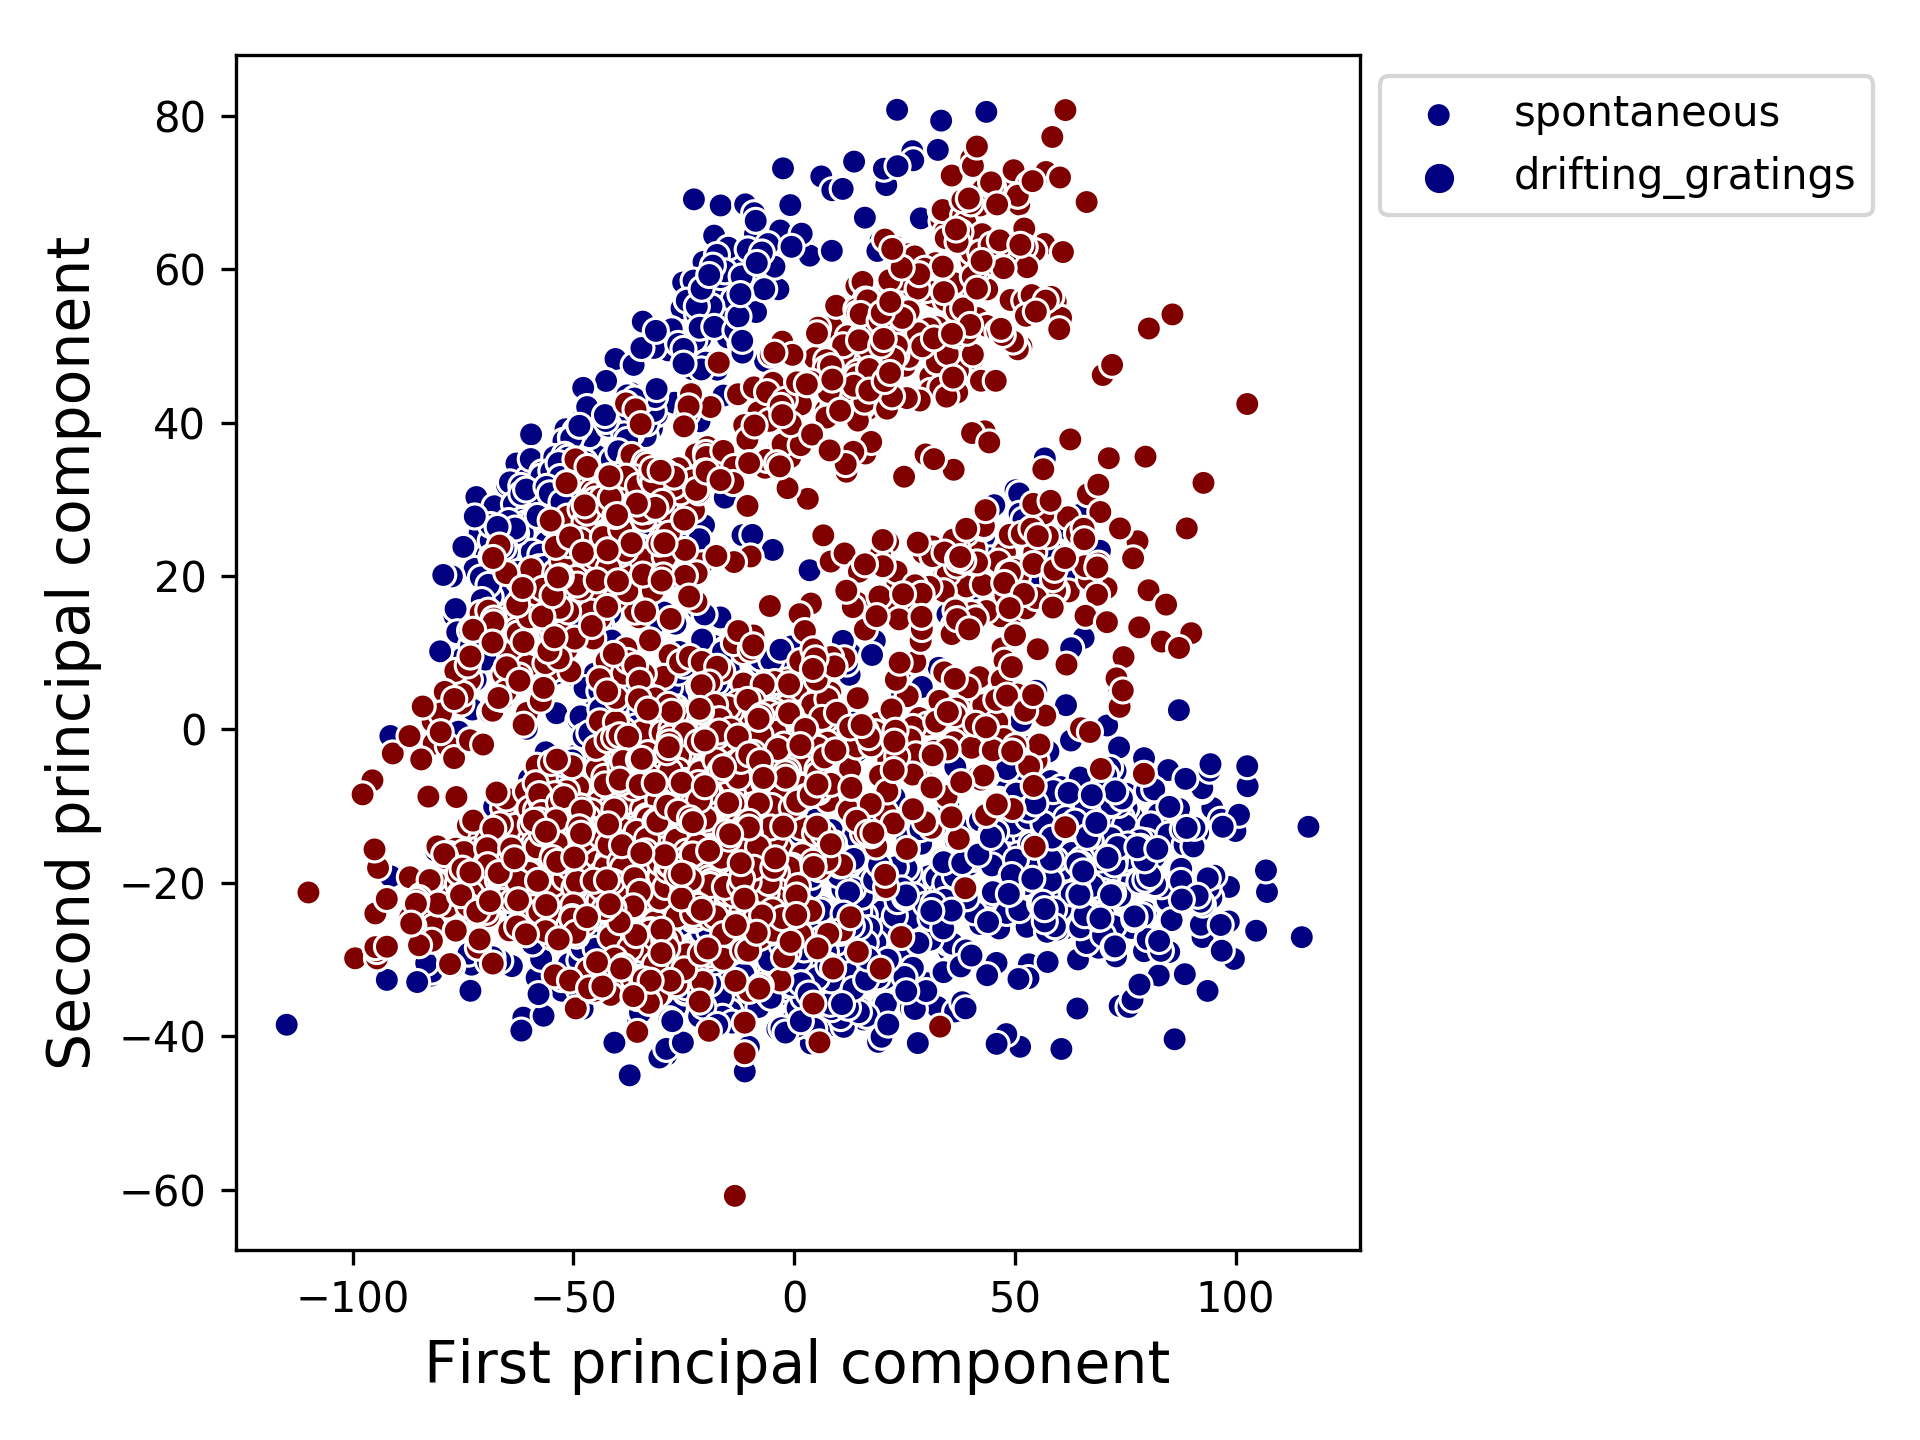 spontaneous
drifting_gratings
80
60
40
20
0
−20
−40
−60
Second principal component
−100 −50 0 50 100
First principal component